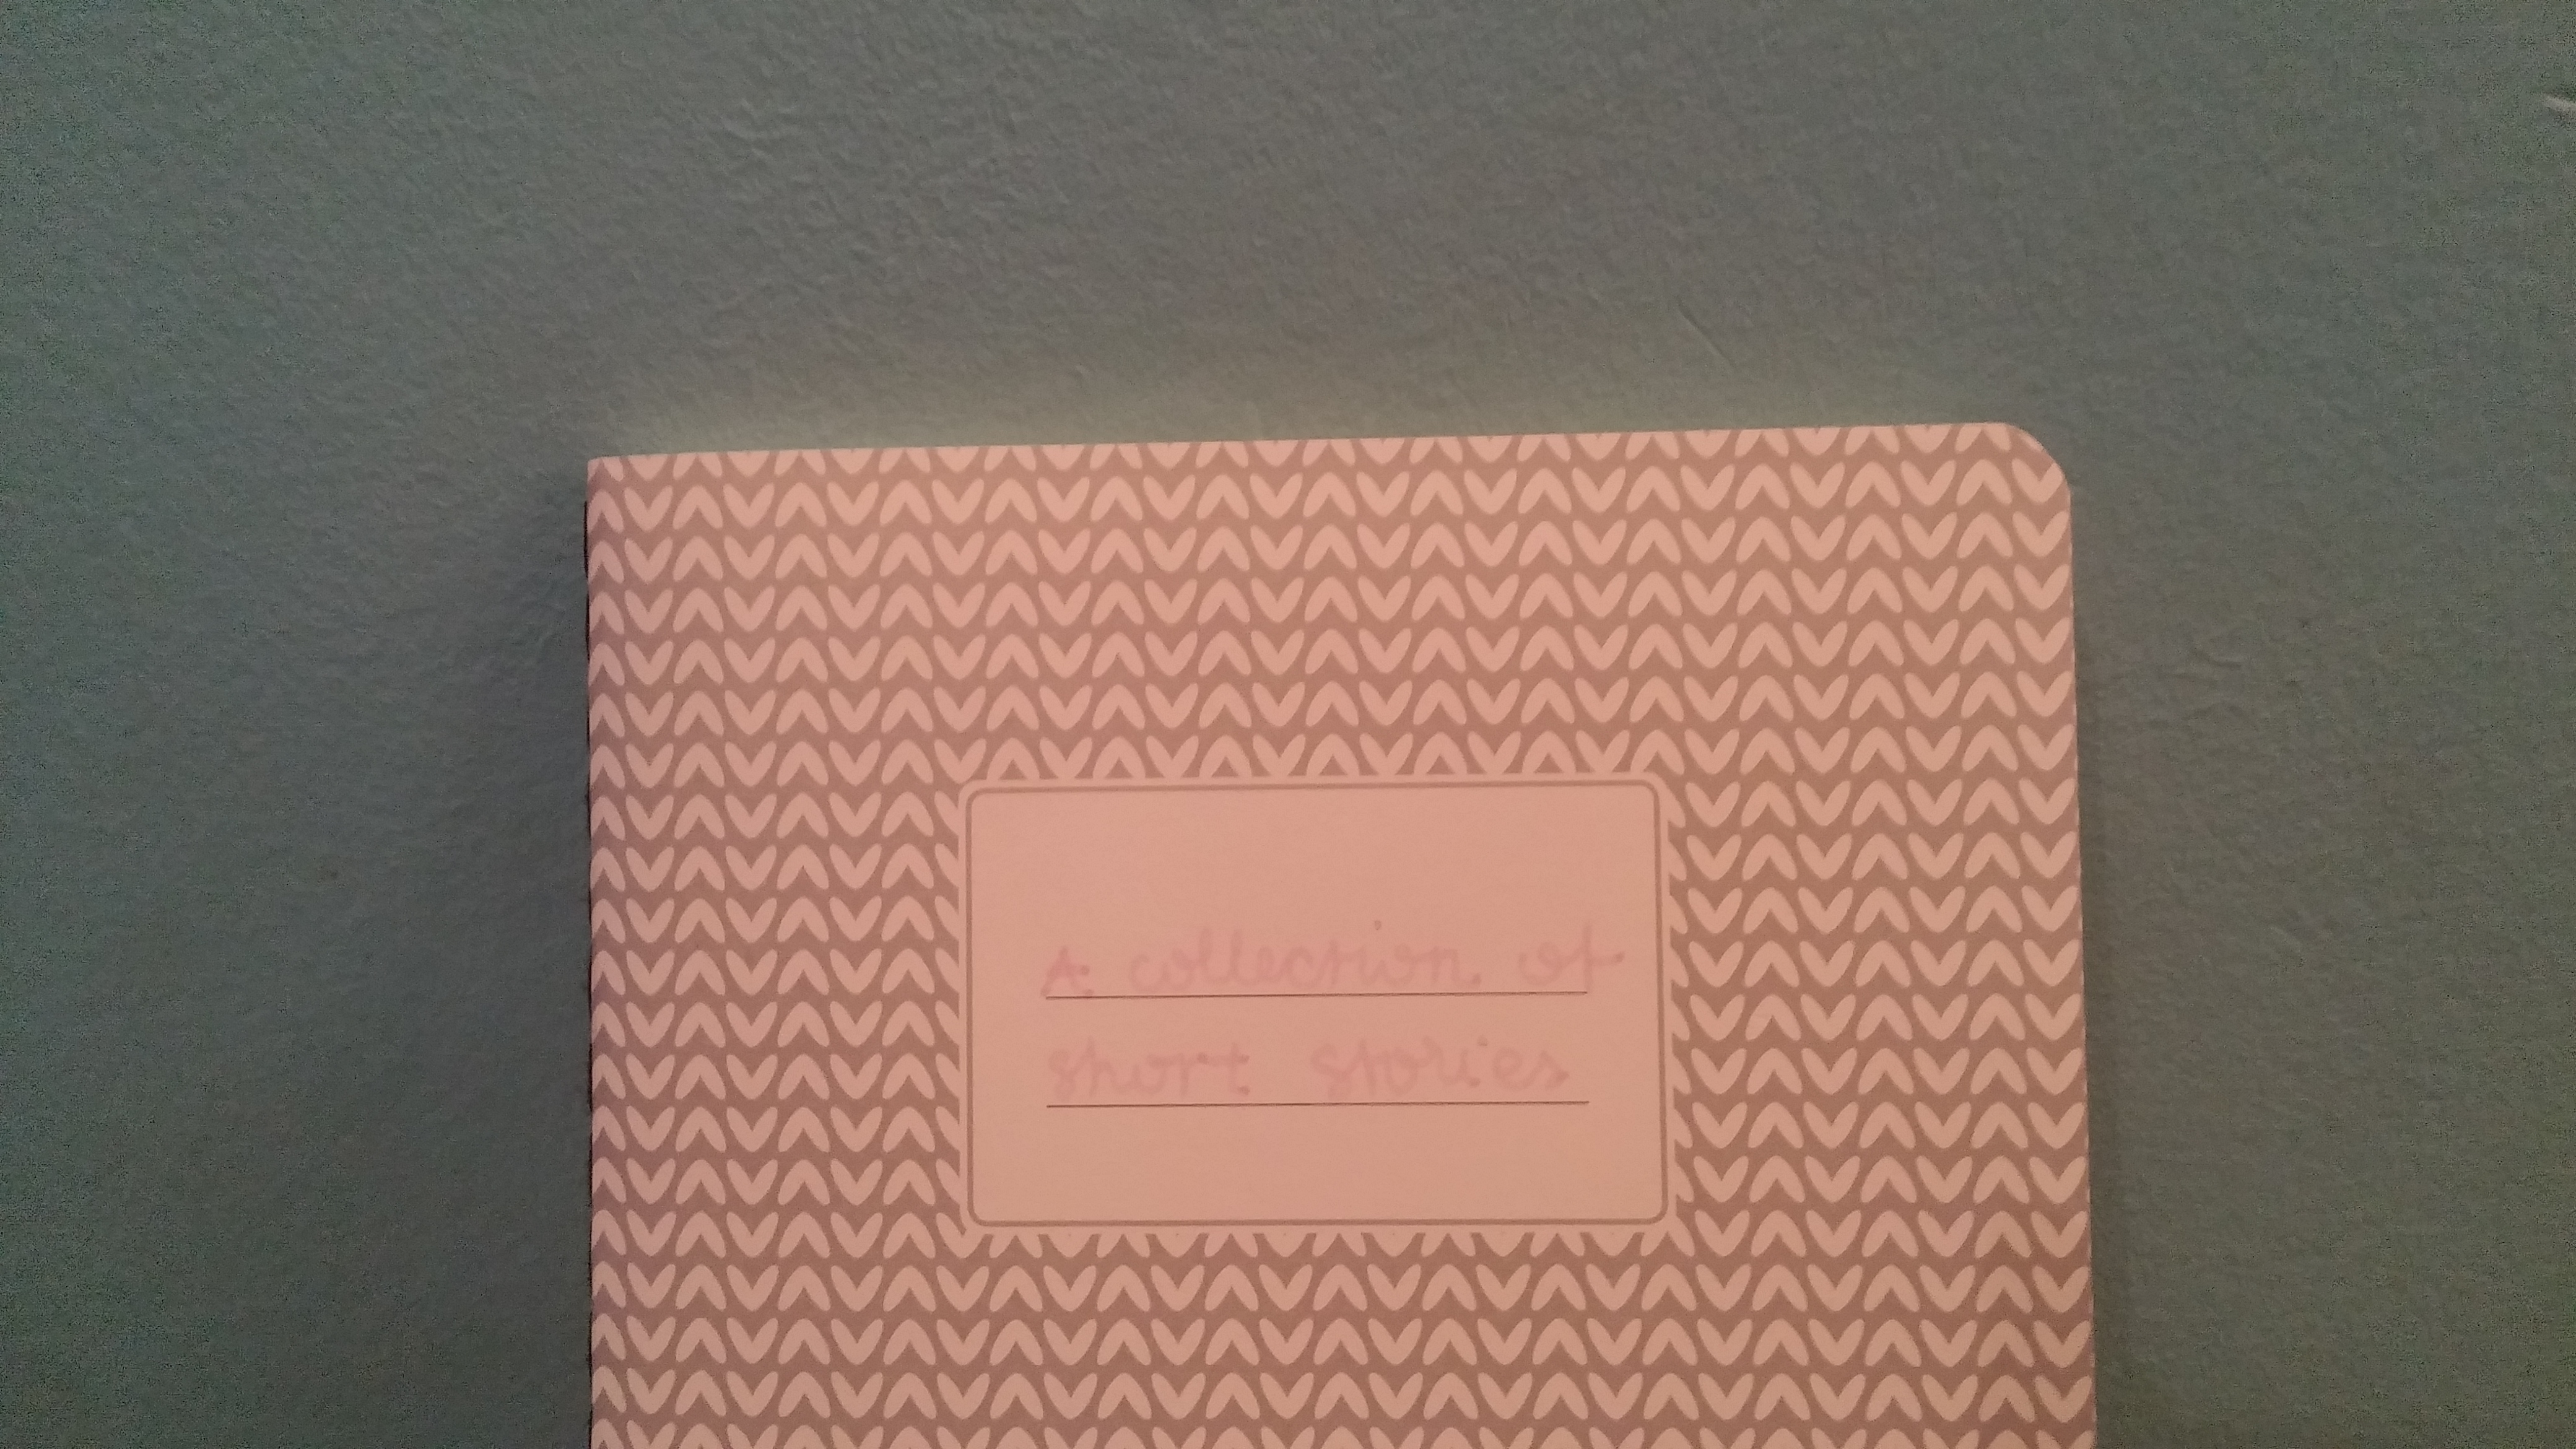 A collection of
short stories